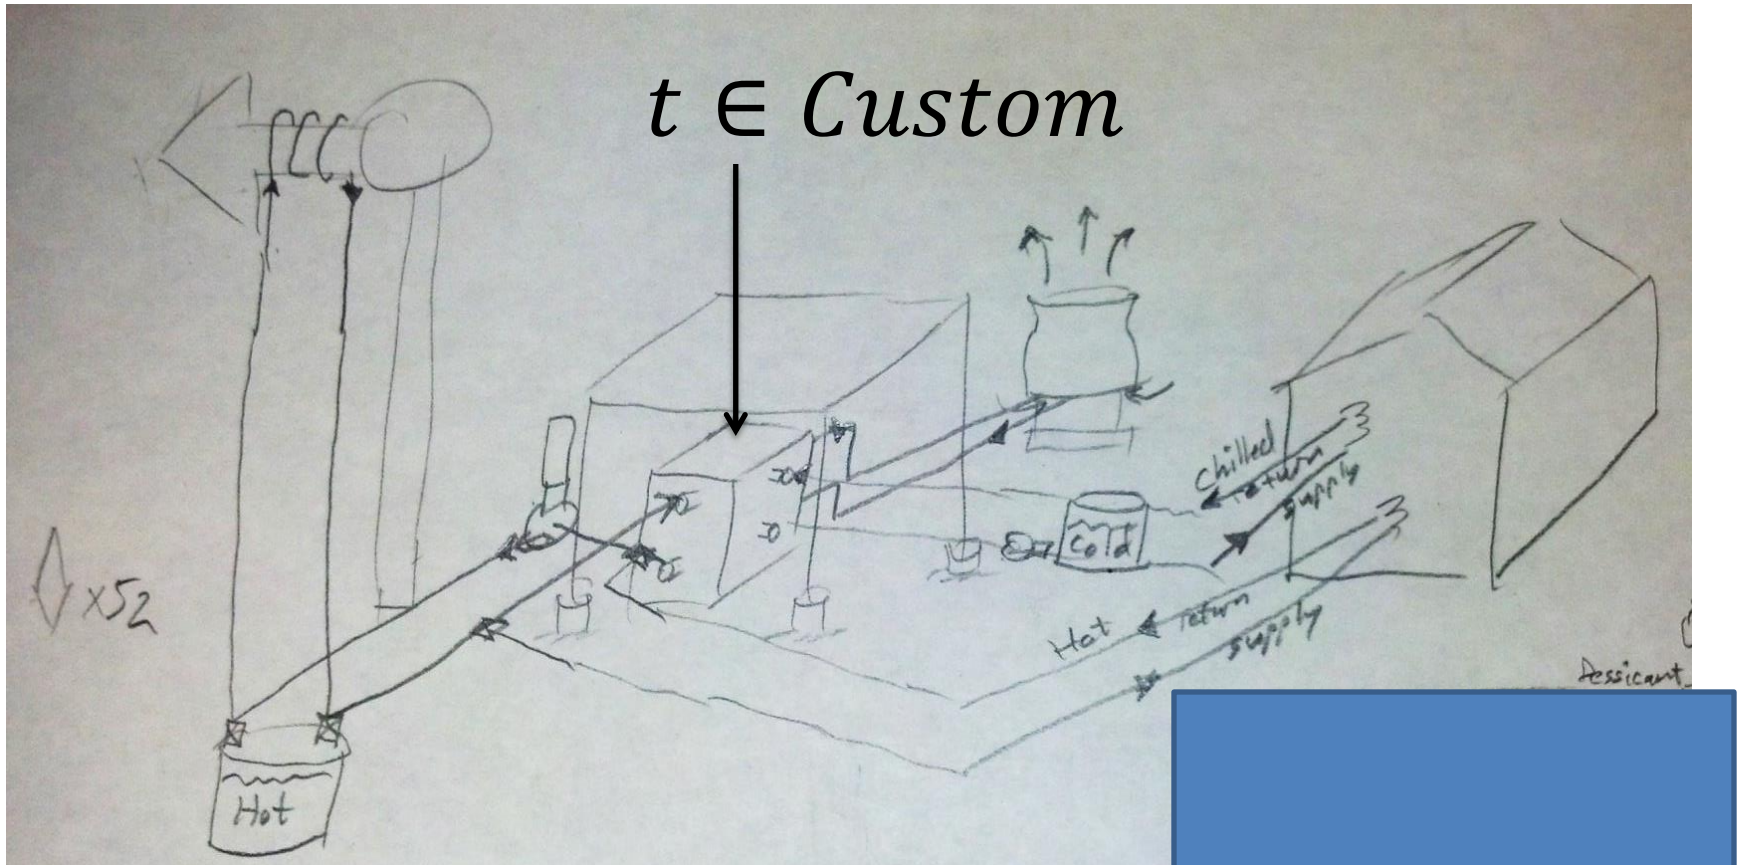 t ∈ Custom
chilled
return
supply
Cold
x52
Hot
return
supply
Dessicant
Hot